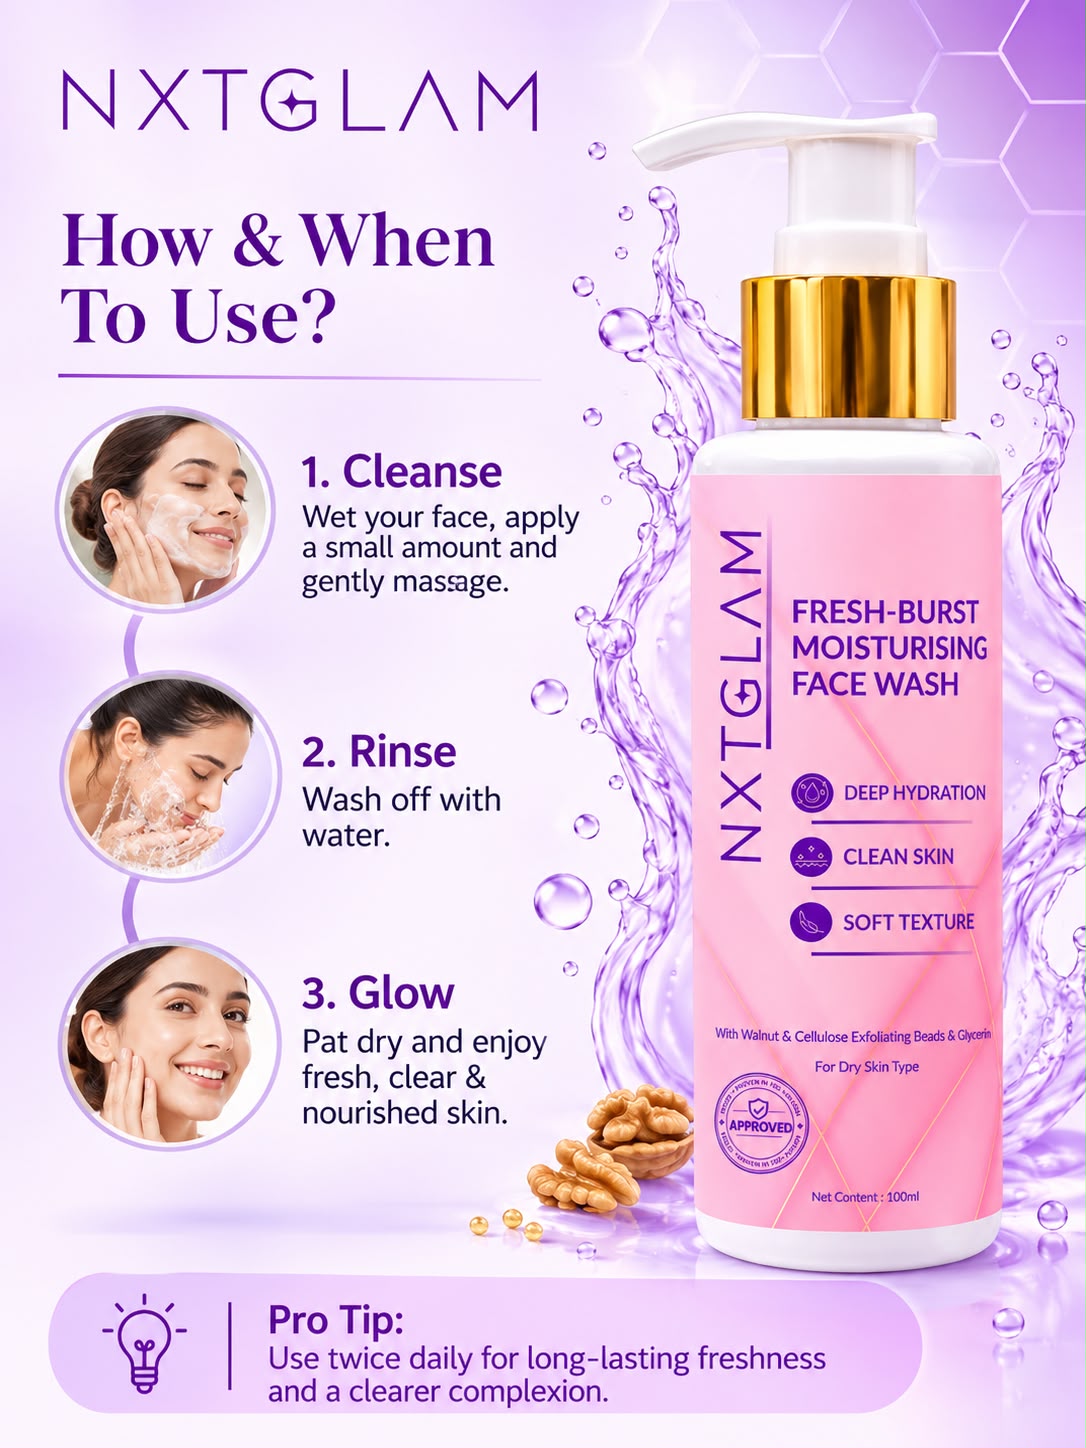 NXTGLAM
How & When
To Use?
1. Cleanse
Wet your face, apply
a small amount and
gently massage.
2. Rinse
Wash off with
water.
3. Glow
Pat dry and enjoy
fresh, clear &
nourished skin.
NXTGLAM
FRESH-BURST
MOISTURISING
FACE WASH
DEEP HYDRATION
CLEAN SKIN
SOFT TEXTURE
With Walnut & Cellulose Exfoliating Beads & Glycerin
For Dry Skin Type
APPROVED
Net Content : 100ml
Pro Tip:
Use twice daily for long-lasting freshness
and a clearer complexion.